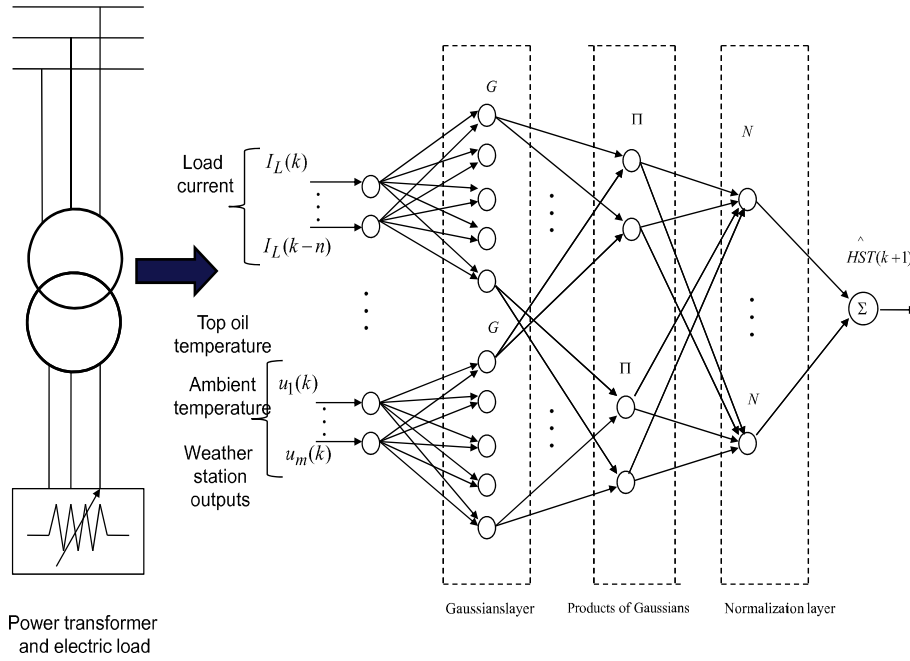 G
Π
N
Load
current
I_L(k)
I_L(k−n)
^
HST(k+1)
Σ
Top oil
temperature
Ambient
temperature
Weather
station
outputs
u_1(k)
u_m(k)
G
Π
N
Gaussianslayer
Products of Gaussians
Normalization layer
Power transformer
and electric load